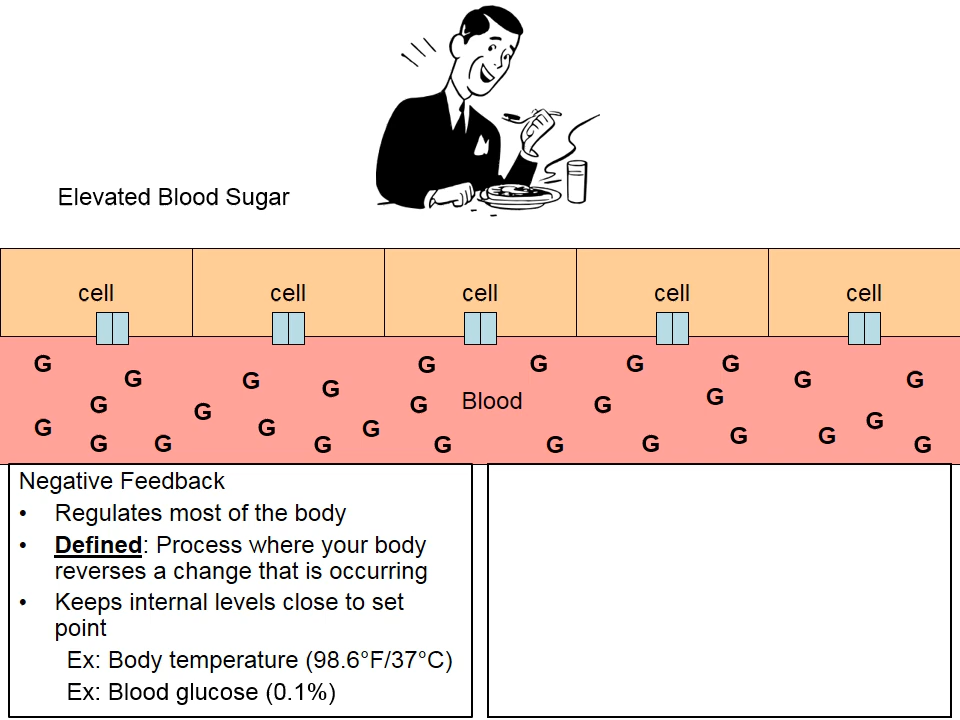 Elevated Blood Sugar
cell cell cell cell cell
G G G G G G
G G G G G
G G G G
G G G G
G G G G
G G G G G G G
Blood
Negative Feedback
• Regulates most of the body
• Defined: Process where your body
reverses a change that is occurring
• Keeps internal levels close to set
point
Ex: Body temperature (98.6°F/37°C)
Ex: Blood glucose (0.1%)